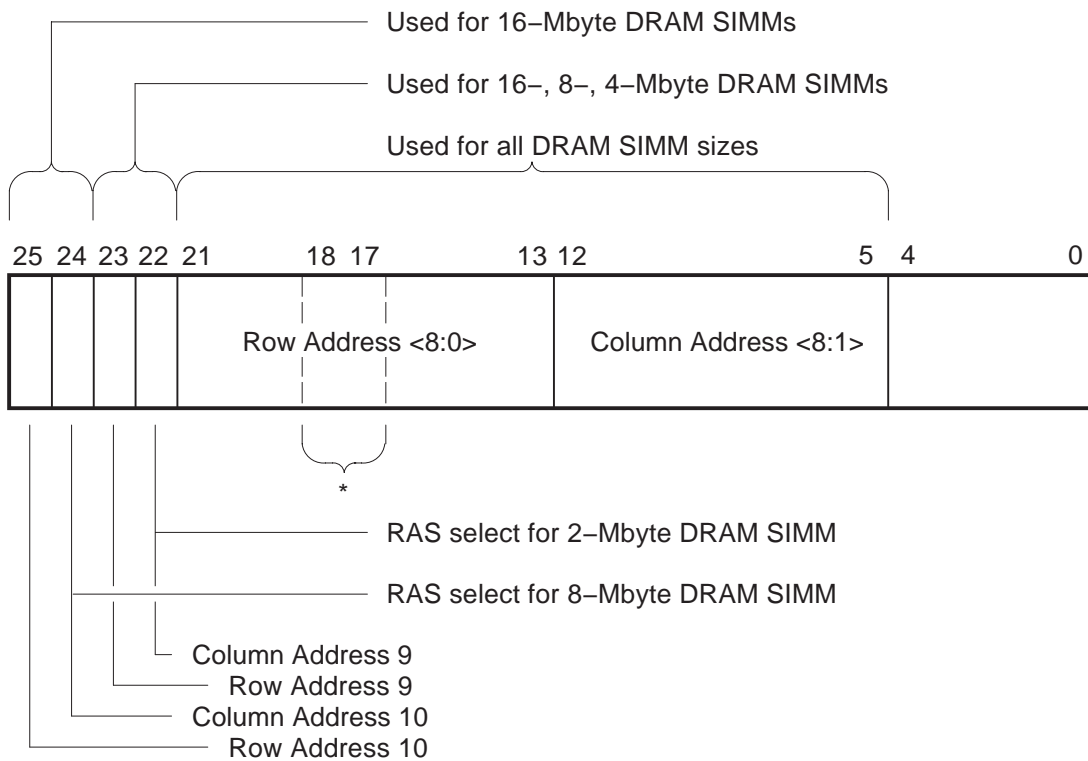 Used for 16–Mbyte DRAM SIMMs
Used for 16–, 8–, 4–Mbyte DRAM SIMMs
Used for all DRAM SIMM sizes
25 24 23 22 21 18 17 13 12 5 4 0
Row Address <8:0> Column Address <8:1>
*
RAS select for 2–Mbyte DRAM SIMM
RAS select for 8–Mbyte DRAM SIMM
Column Address 9
Row Address 9
Column Address 10
Row Address 10